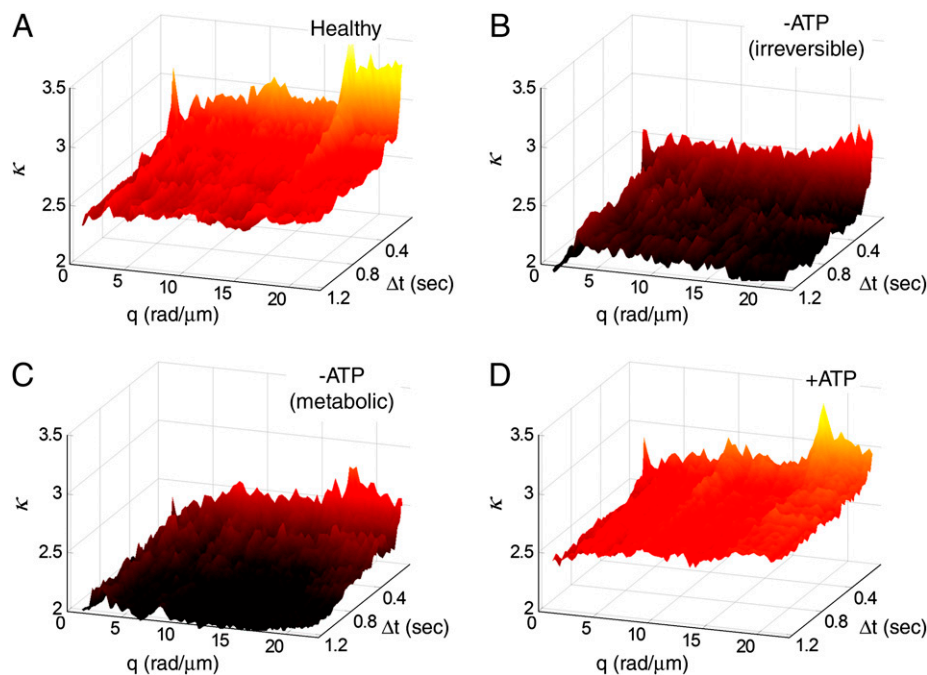 A
Healthy
3.5
3
2.5
2
κ
0
5
10
15
20
q (rad/μm)
0.4
0.8
1.2
Δt (sec)
B
-ATP
(irreversible)
3.5
3
2.5
2
κ
0
5
10
15
20
q (rad/μm)
0.4
0.8
1.2
Δt (sec)
C
-ATP
(metabolic)
3.5
3
2.5
2
κ
0
5
10
15
20
q (rad/μm)
0.4
0.8
1.2
Δt (sec)
D
+ATP
3.5
3
2.5
2
κ
0
5
10
15
20
q (rad/μm)
0.4
0.8
1.2
Δt (sec)